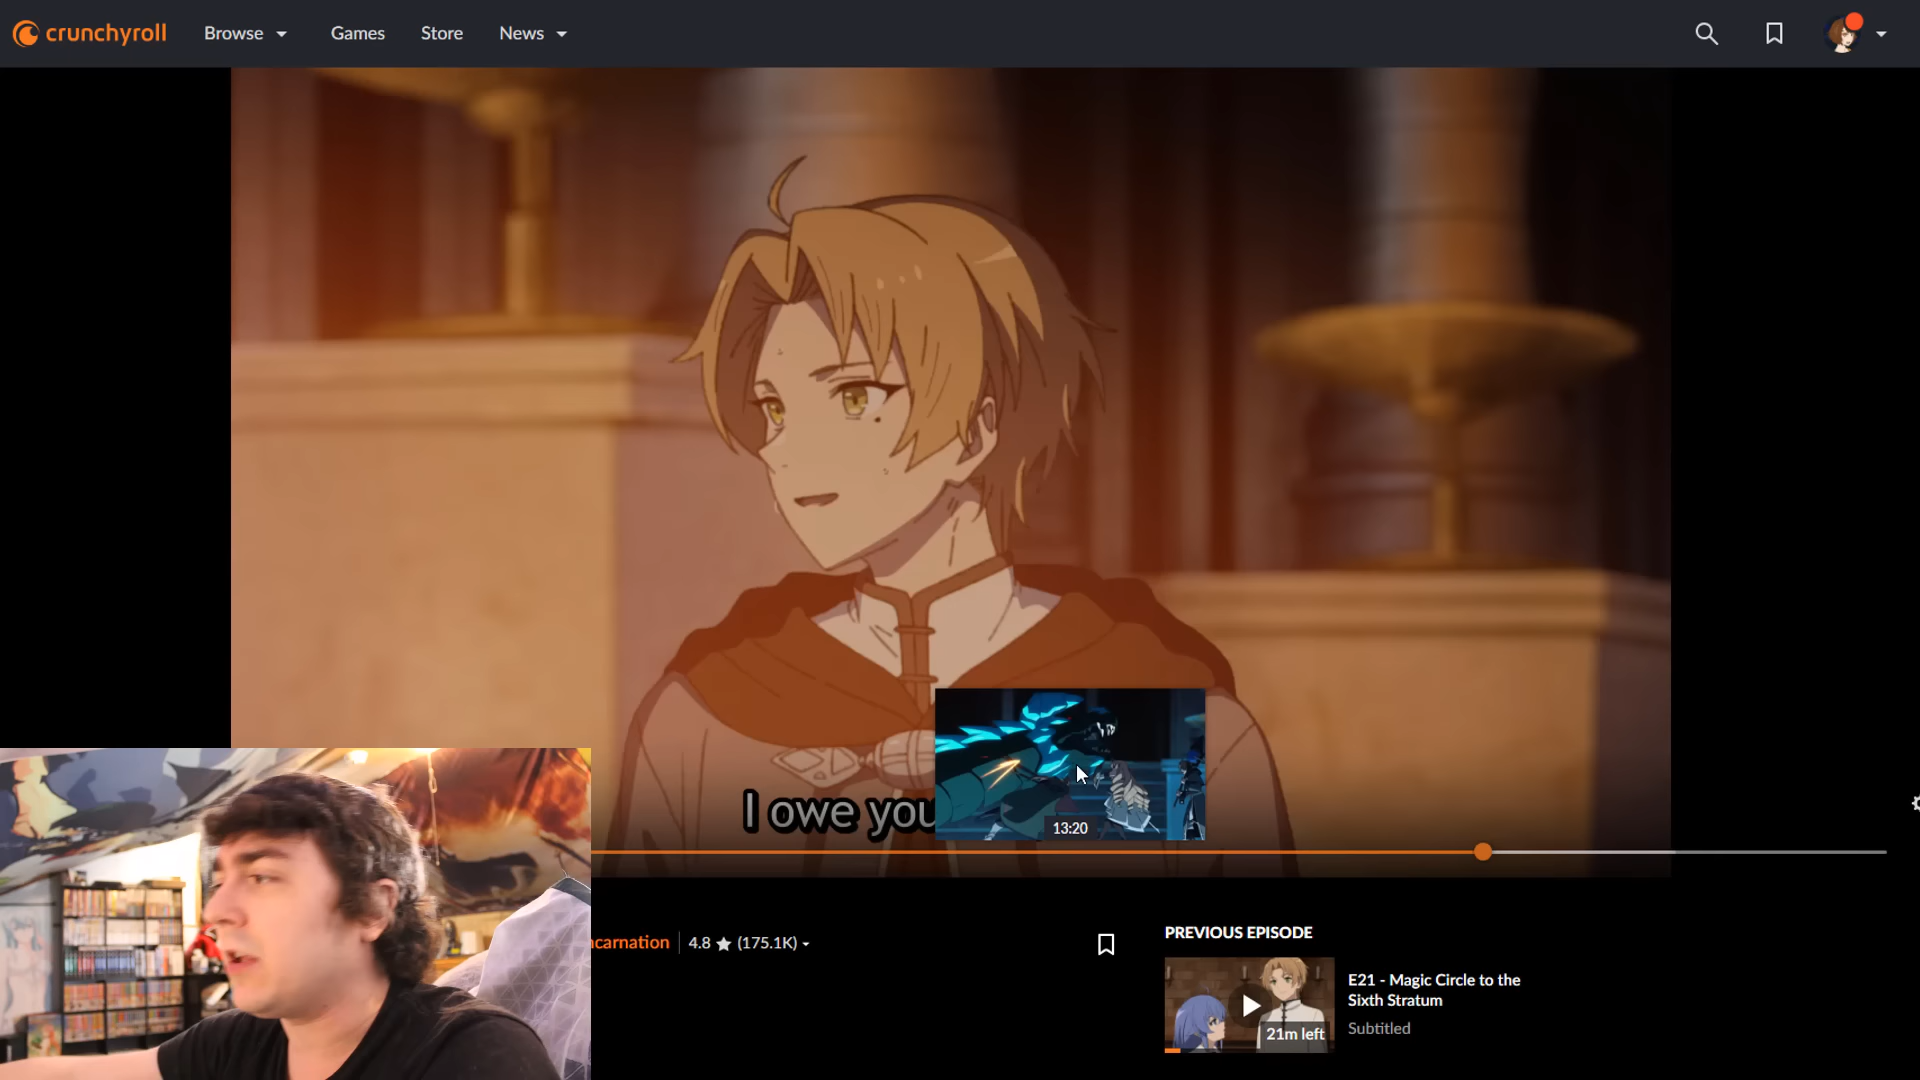 crunchyroll
Browse
Games
Store
News
I owe you
13:20
ncarnation
4.8
(175.1K)
PREVIOUS EPISODE
21m left
E21 - Magic Circle to the
Sixth Stratum
Subtitled